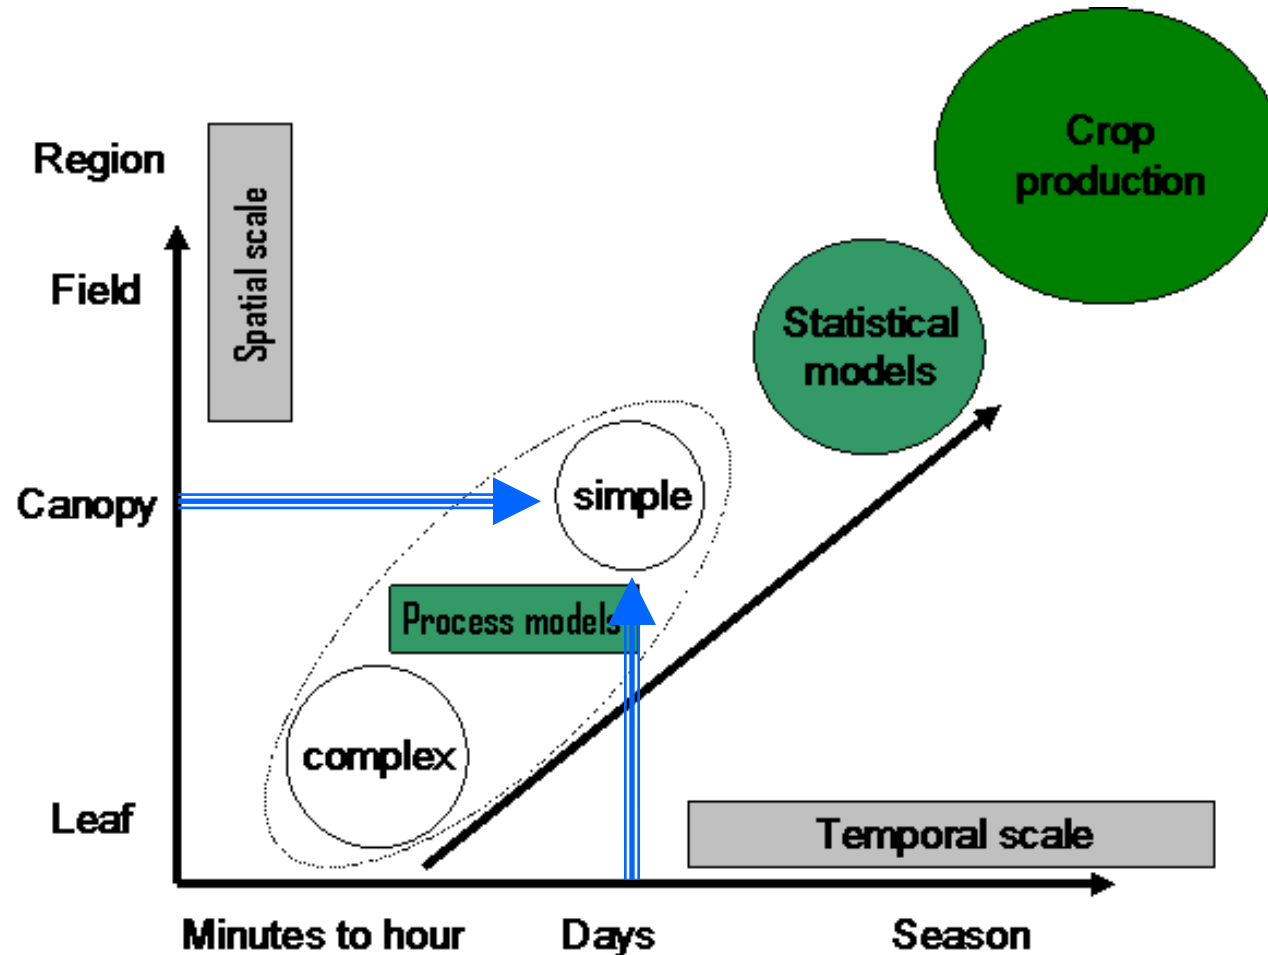 Crop
production
Region
Spatial scale
Field
Statistical
models
Canopy
simple
Process models
complex
Leaf
Temporal scale
Minutes to hour
Days
Season